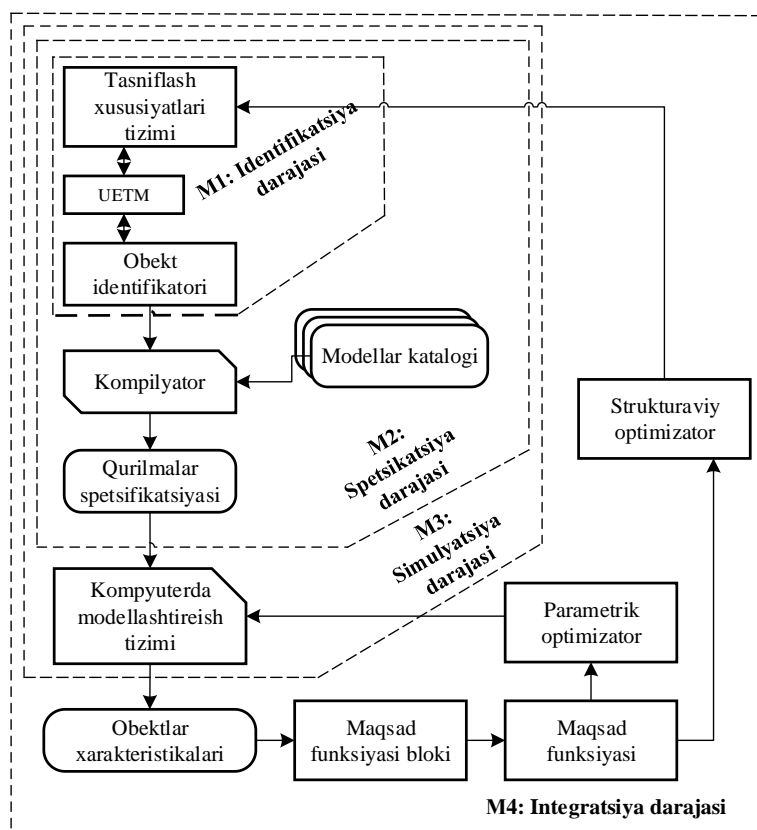 Tasniflash
xususiyatlari
tizimi
M1: Identifikatsiya
darajasi
UETM
Obekt
identifikatori
Modellar katalogi
Kompilyator
Strukturaviy
optimizator
M2:
Spetsikatsiya
darajasi
Qurilmalar
spetsifikatsiyasi
M3:
Simulyatsiya
darajasi
Kompyuterda
modellashtireish
tizimi
Parametrik
optimizator
Obektlar
xarakteristikalari
Maqsad
funksiyasi bloki
Maqsad
funksiyasi
M4: Integratsiya darajasi